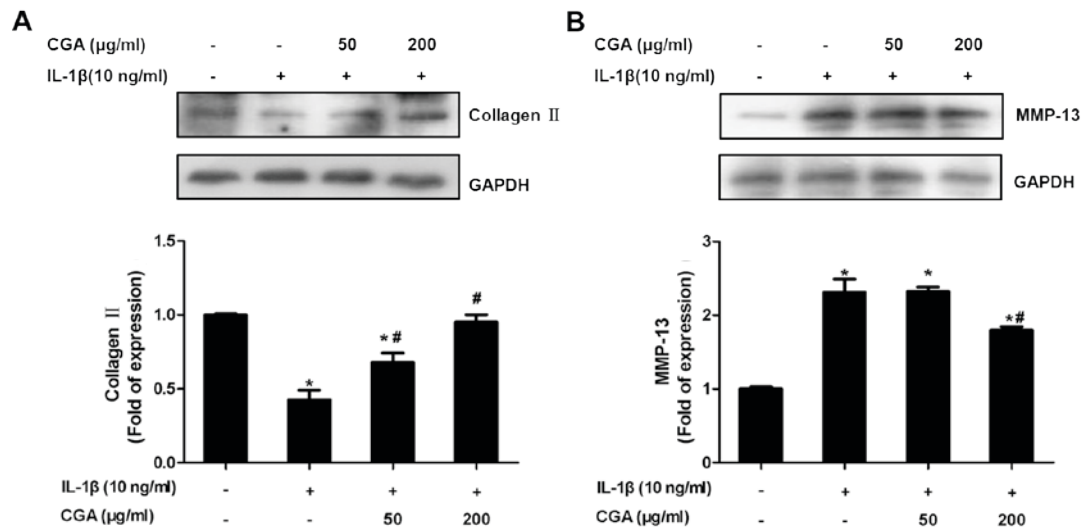 A
CGA (µg/ml) - - 50 200
IL-1β(10 ng/ml) - + + +
Collagen Ⅱ
GAPDH
1.5
1.0
0.5
0.0
Collagen Ⅱ
(Fold of expression)
*
*#
#
IL-1β (10 ng/ml) - + + +
CGA (µg/ml) - - 50 200
B
CGA (µg/ml) - - 50 200
IL-1β(10 ng/ml) - + + +
MMP-13
GAPDH
3
2
1
0
MMP-13
(Fold of expression)
*
*
*#
IL-1β (10 ng/ml) - + + +
CGA (µg/ml) - - 50 200